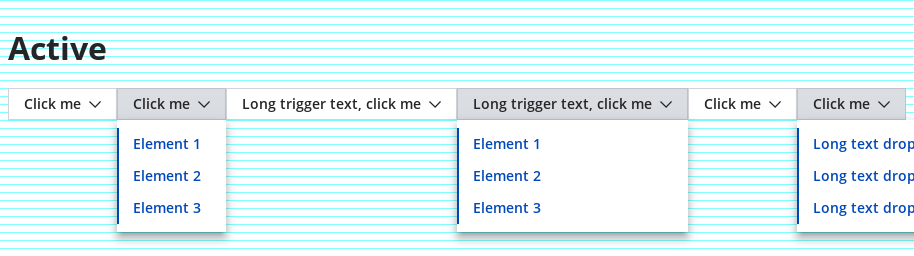 Active
Click me Click me Long trigger text, click me Long trigger text, click me Click me Click me
Element 1 Element 1 Long text drop
Element 2 Element 2 Long text drop
Element 3 Element 3 Long text drop